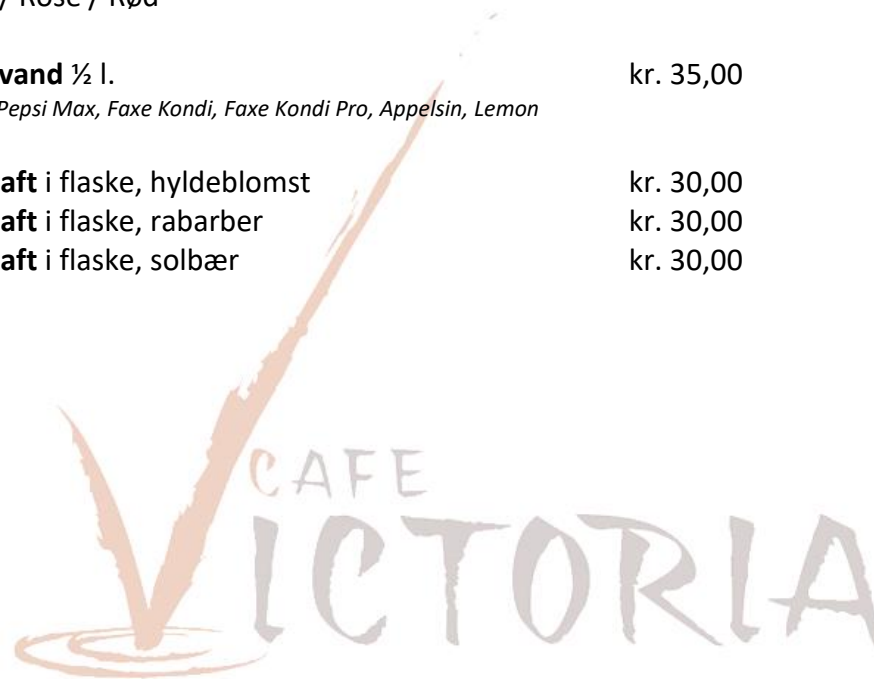 / Rosé / Rød
vand ½ l. kr. 35,00
Pepsi Max, Faxe Kondi, Faxe Kondi Pro, Appelsin, Lemon
aft i flaske, hyldeblomst kr. 30,00
aft i flaske, rabarber kr. 30,00
aft i flaske, solbær kr. 30,00
CAFE
VICTORIA